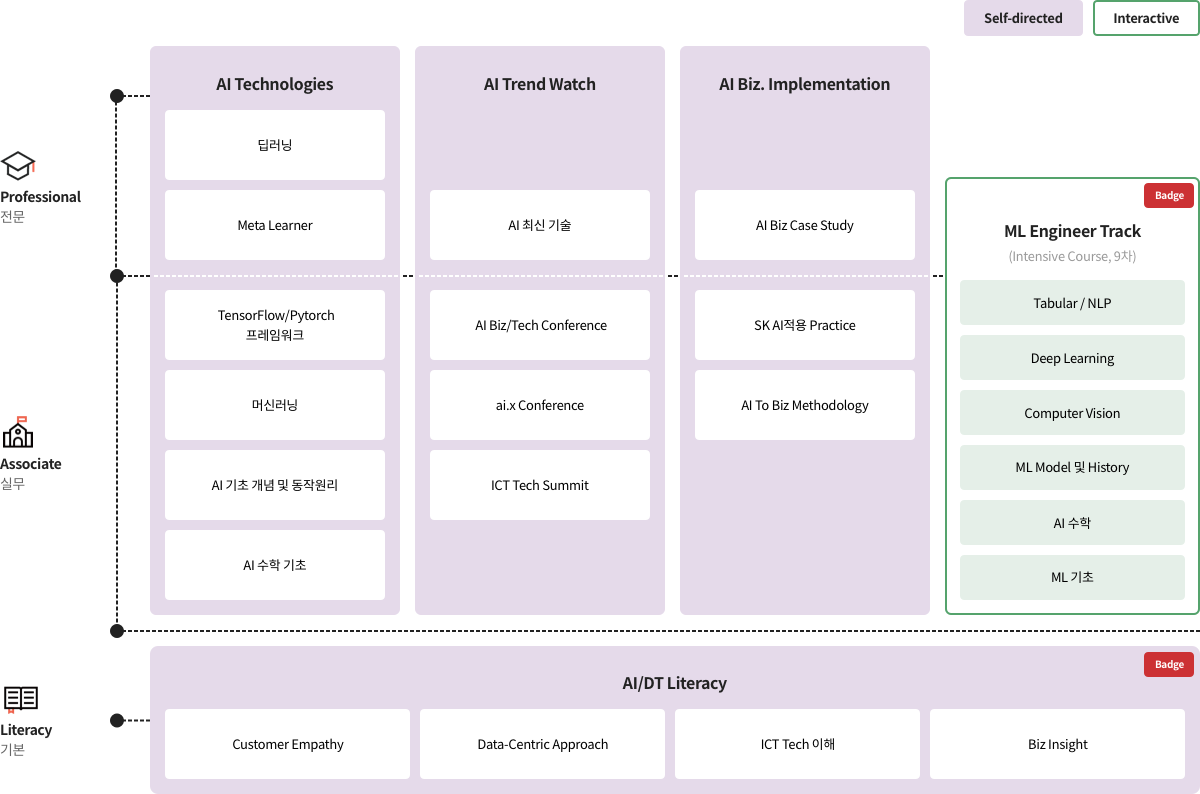 Self-directed
Interactive
AI Technologies
AI Trend Watch
AI Biz. Implementation
Professional
전문
딥러닝
Meta Learner
AI 최신 기술
AI Biz Case Study
Associate
실무
TensorFlow/Pytorch
프레임워크
머신러닝
AI 기초 개념 및 동작원리
AI 수학 기초
AI Biz/Tech Conference
ai.x Conference
ICT Tech Summit
SK AI적용 Practice
AI To Biz Methodology
Badge
ML Engineer Track
(Intensive Course, 9차)
Tabular / NLP
Deep Learning
Computer Vision
ML Model 및 History
AI 수학
ML 기초
Literacy
기본
Badge
AI/DT Literacy
Customer Empathy
Data-Centric Approach
ICT Tech 이해
Biz Insight